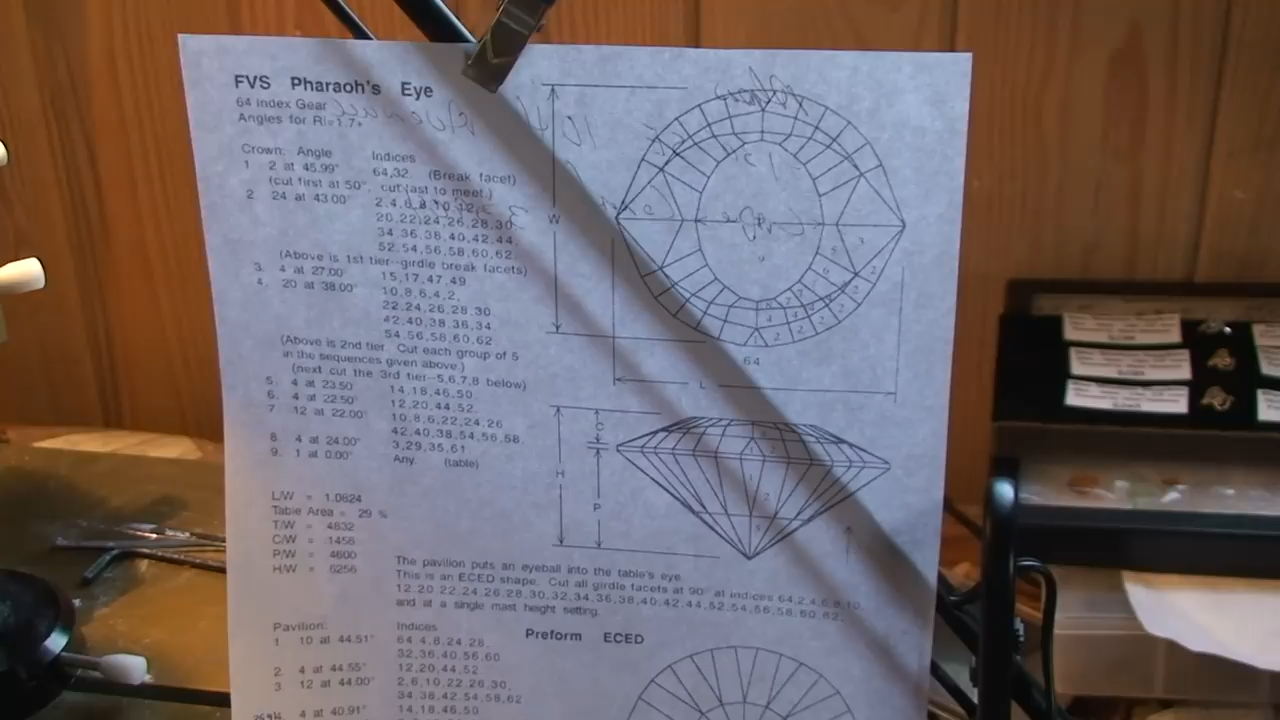 FVS Pharaoh's Eye
64 Index Gear
Angles for RI=1.7+
Crown: Angle Indices
1 2 at 45.99° 64,32. (Break facet)
(cut first at 50°, cut last to meet.)
2 24 at 43.00° 2,4,6,8,10,12,
20,22,24,26,28,30
34,36,38,40,42,44,
52,54,56,58,60,62.
(Above is 1st tier--girdle break facets)
3. 4 at 27.00° 15,17,47,49
4. 20 at 38.00° 10,8,6,4,2,
22,24,26,28,30
42,40,38,36,34
54,56,58,60,62
(Above is 2nd tier. Cut each group of 5
in the sequences given above.)
(next cut the 3rd tier--5,6,7,8 below)
5. 4 at 23.50° 14,18,46,50.
6. 4 at 22.50° 12,20,44,52.
7. 12 at 22.00° 10,8,6,22,24,26
42,40,38,54,56,58.
8. 4 at 24.00° 3,29,35,61
9. 1 at 0.00° Any. (table)
W
64
L
C
H
P
L/W = 1.0824
Table Area = 29 %
T/W = .4832
C/W = .1456
P/W = .4600
H/W = .6256
The pavilion puts an eyeball into the table's eye.
This is an ECED shape. Cut all girdle facets at 90° at indices 64,2,4,6,8,10,
12,20,22,24,26,28,30,32,34,36,38,40,42,44,52,54,56,58,60,62,
and at a single mast height setting.
Pavilion: Indices
Preform ECED
1 10 at 44.51° 64,4,8,24,28,
32,36,40,56,60
2. 4 at 44.55° 12,20,44,52
3 12 at 44.00° 2,6,10,22,26,30,
34,38,42,54,58,62
4 at 40.91° 14,18,46,50